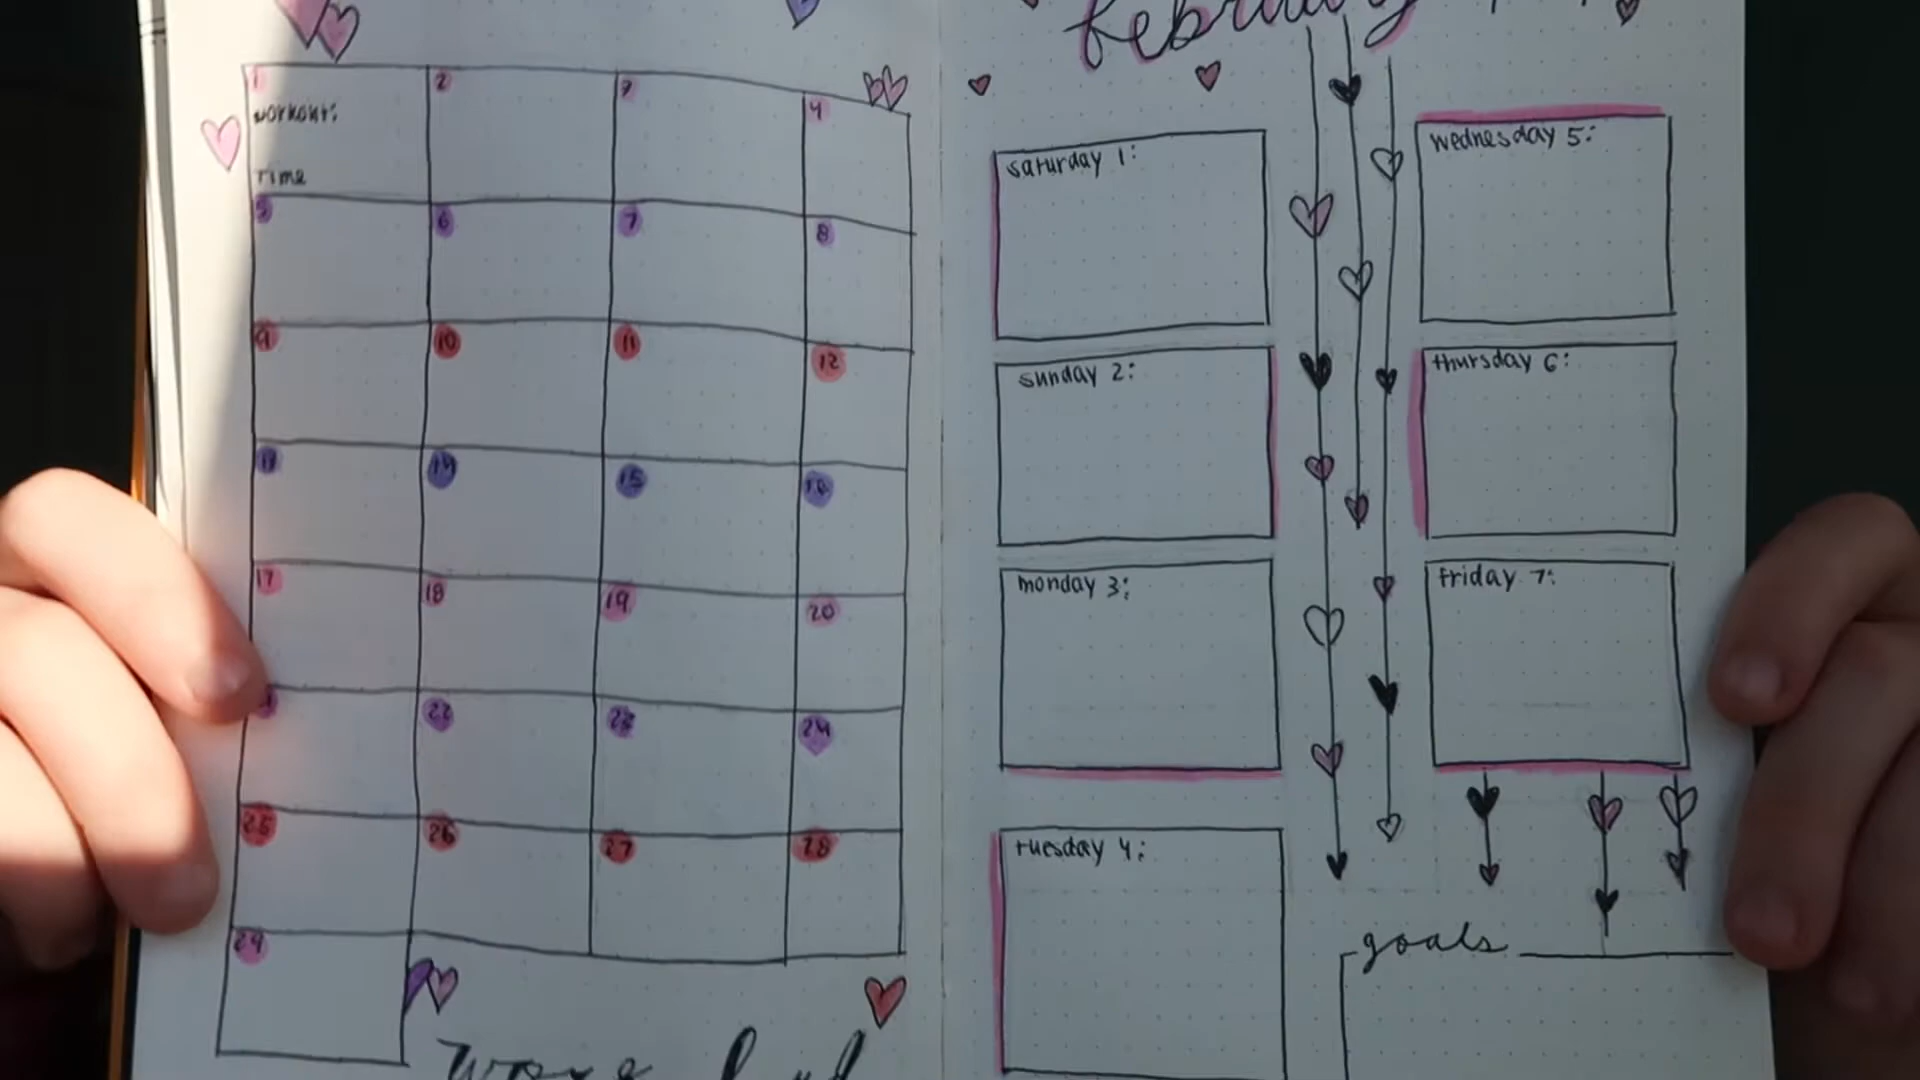 1 2 3 4
workout:
Time
5 6 7 8
9 10 11 12
13 14 15 16
17 18 19 20
22 23 24
25 26 27 28
29
february
saturday 1:
sunday 2:
monday 3:
tuesday 4:
wednesday 5:
thursday 6:
friday 7:
goals